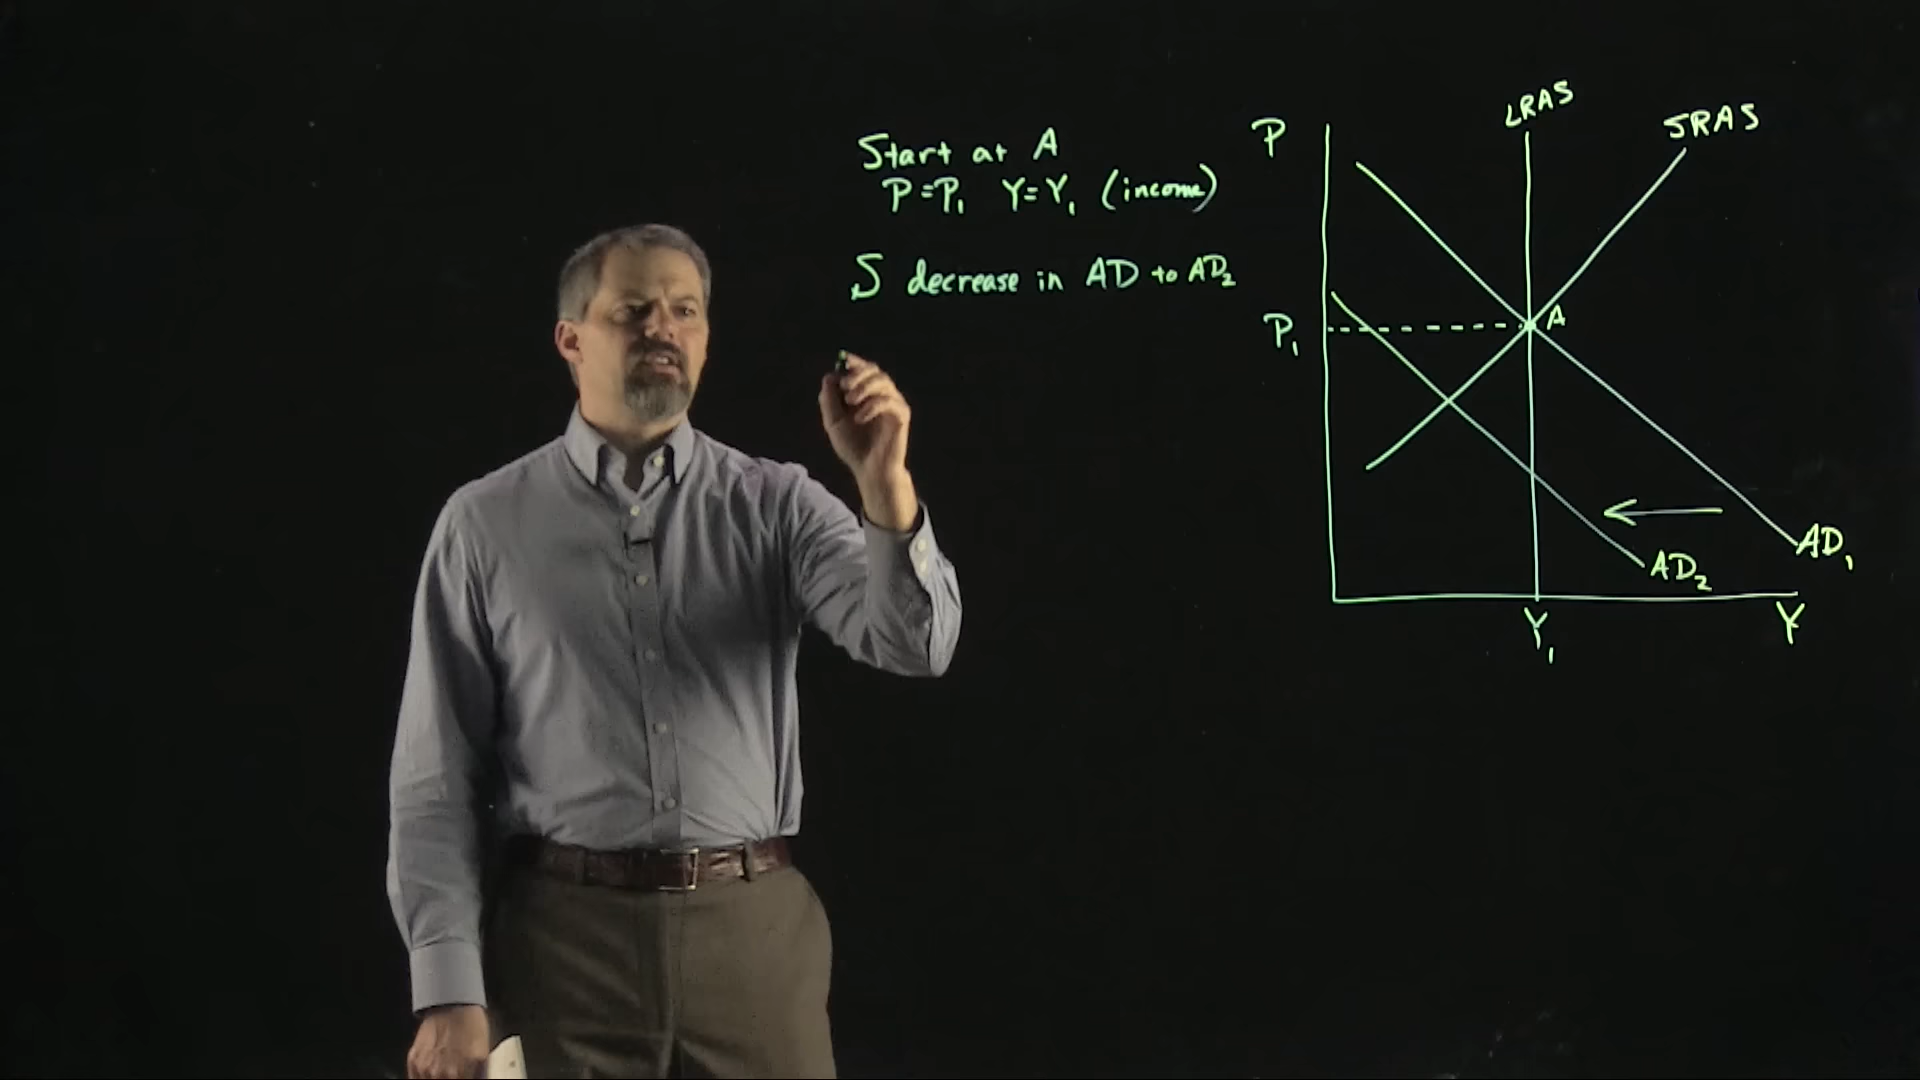 Start at A
P=P₁ Y=Y₁ (income)
S decrease in AD to AD₂
P
LRAS
SRAS
P₁
A
AD₁
AD₂
Y₁
Y